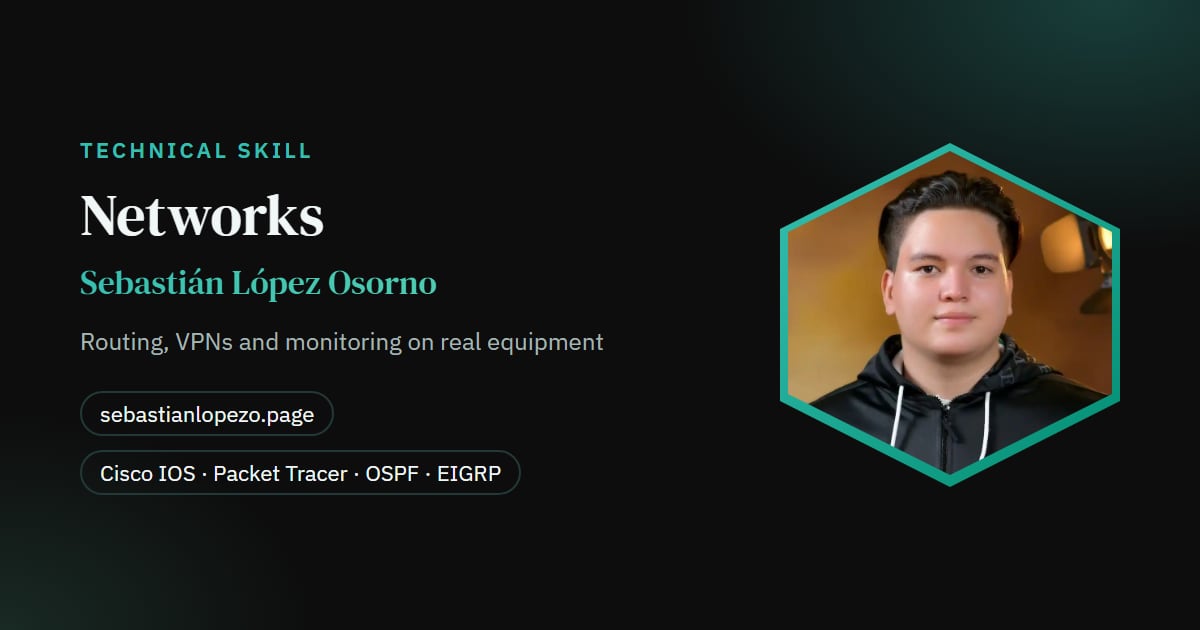 TECHNICAL SKILL
Networks
Sebastián López Osorno
Routing, VPNs and monitoring on real equipment
sebastianlopezo.page
Cisco IOS · Packet Tracer · OSPF · EIGRP